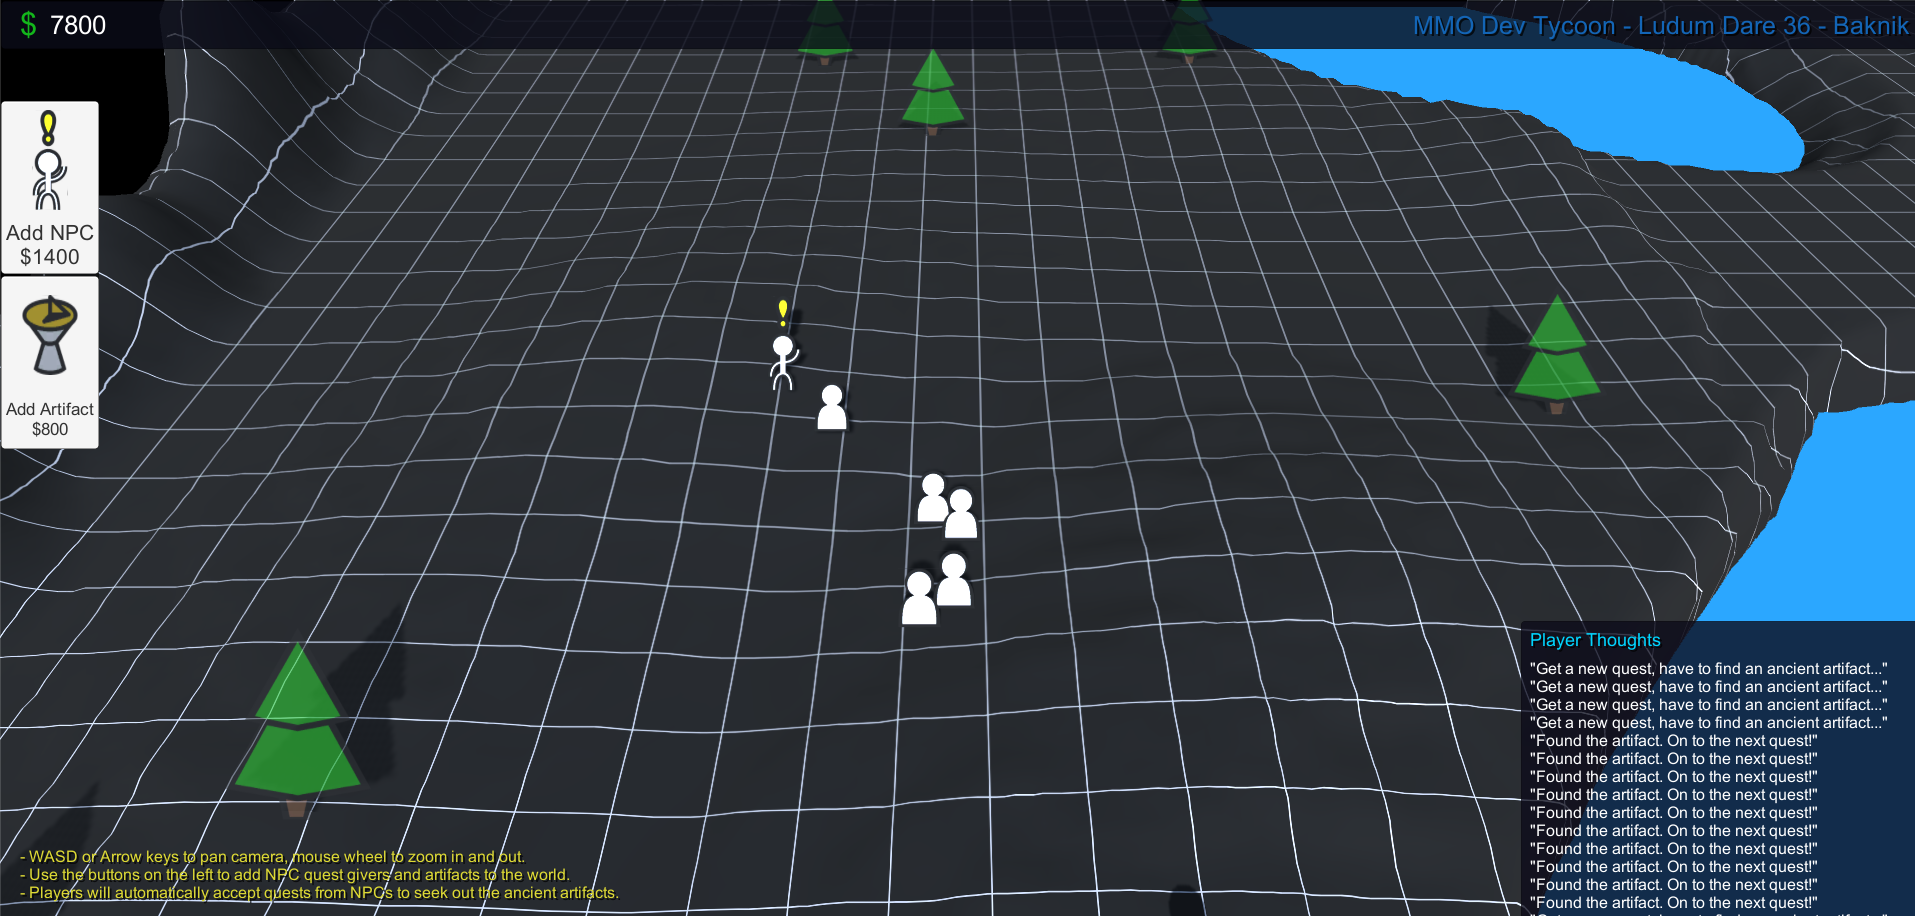 $ 7800
MMO Dev Tycoon - Ludum Dare 36 - Baknik
Add NPC
$1400
Add Artifact
$800
Player Thoughts
"Get a new quest, have to find an ancient artifact..."
"Get a new quest, have to find an ancient artifact..."
"Get a new quest, have to find an ancient artifact..."
"Get a new quest, have to find an ancient artifact..."
"Found the artifact. On to the next quest!"
"Found the artifact. On to the next quest!"
"Found the artifact. On to the next quest!"
"Found the artifact. On to the next quest!"
"Found the artifact. On to the next quest!"
"Found the artifact. On to the next quest!"
"Found the artifact. On to the next quest!"
"Found the artifact. On to the next quest!"
"Found the artifact. On to the next quest!"
"Found the artifact. On to the next quest!"
- WASD or Arrow keys to pan camera, mouse wheel to zoom in and out.
- Use the buttons on the left to add NPC quest givers and artifacts to the world.
- Players will automatically accept quests from NPCs to seek out the ancient artifacts.